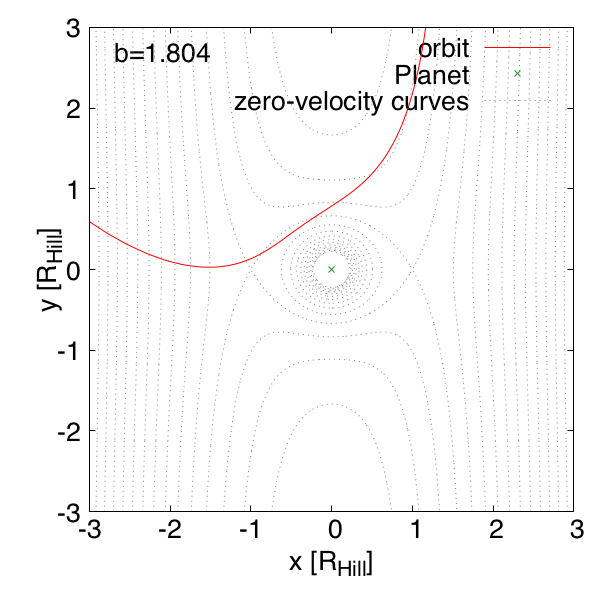 b=1.804
orbit
Planet
zero-velocity curves
3
2
1
0
-1
-2
-3
y [R_Hill]
-3 -2 -1 0 1 2 3
x [R_Hill]